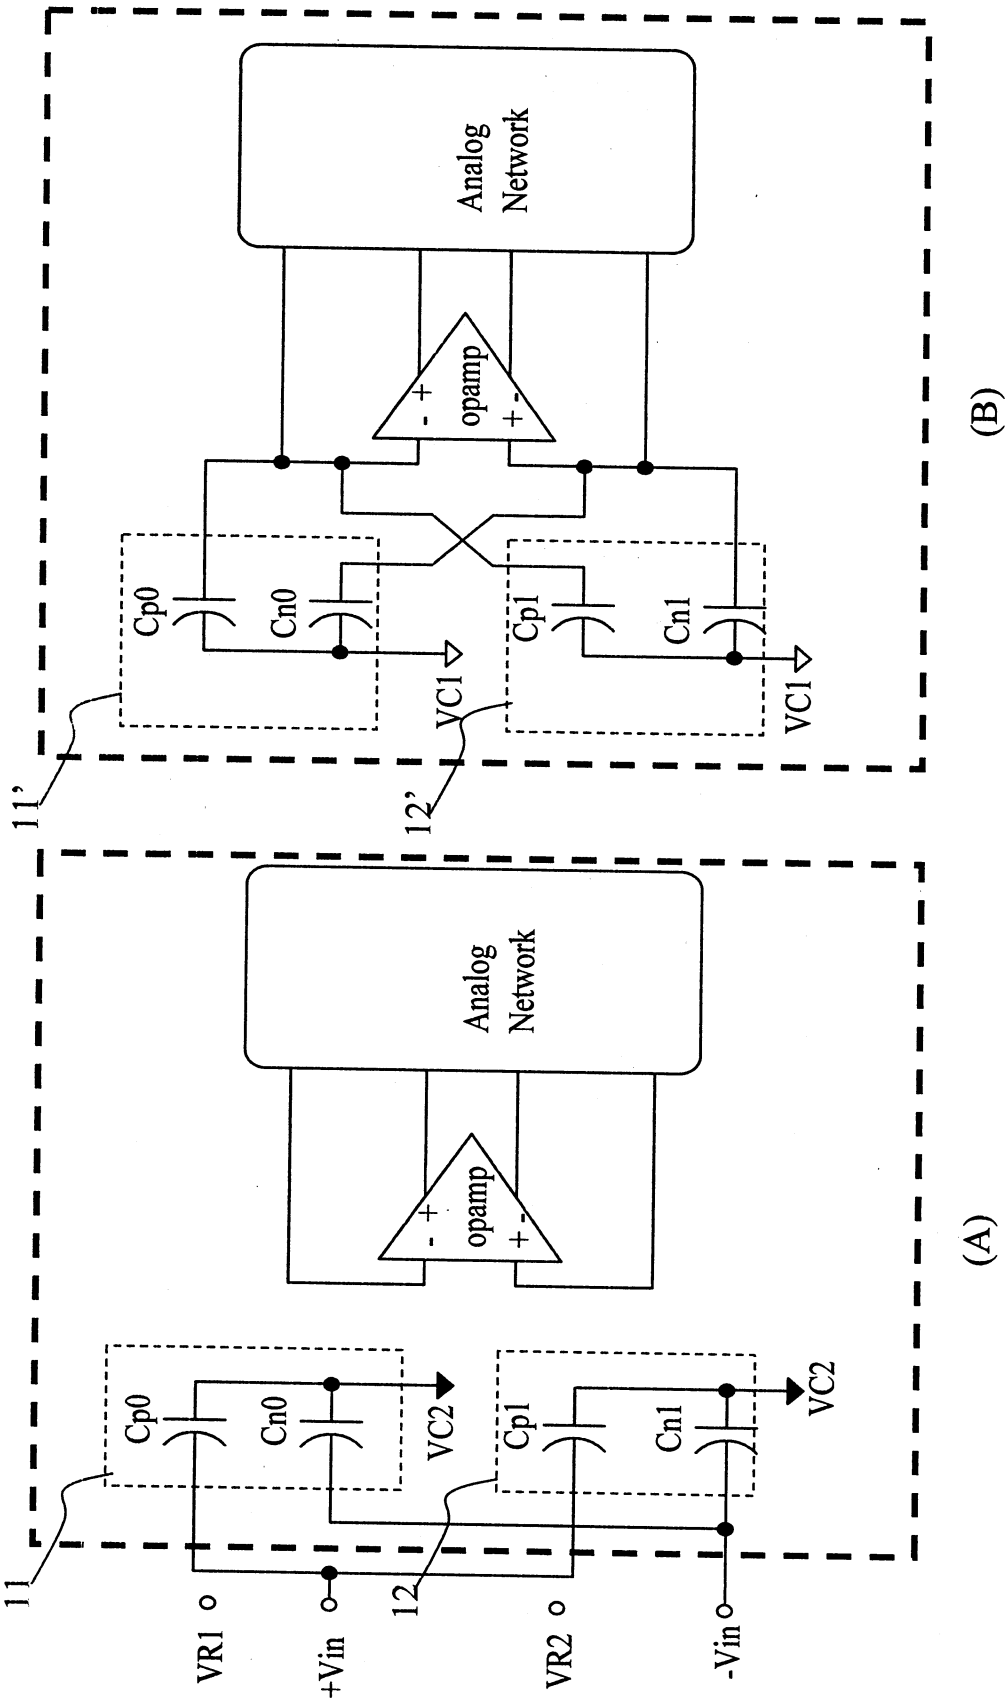 11
VR1
+Vin
12
VR2
-Vin
Cp0
Cn0
VC2
Cp1
Cn1
VC2
- +
opamp
+ -
Analog
Network
(A)
11’
12’
Cp0
Cn0
VC1
Cp1
Cn1
VC1
- +
opamp
+ -
Analog
Network
(B)